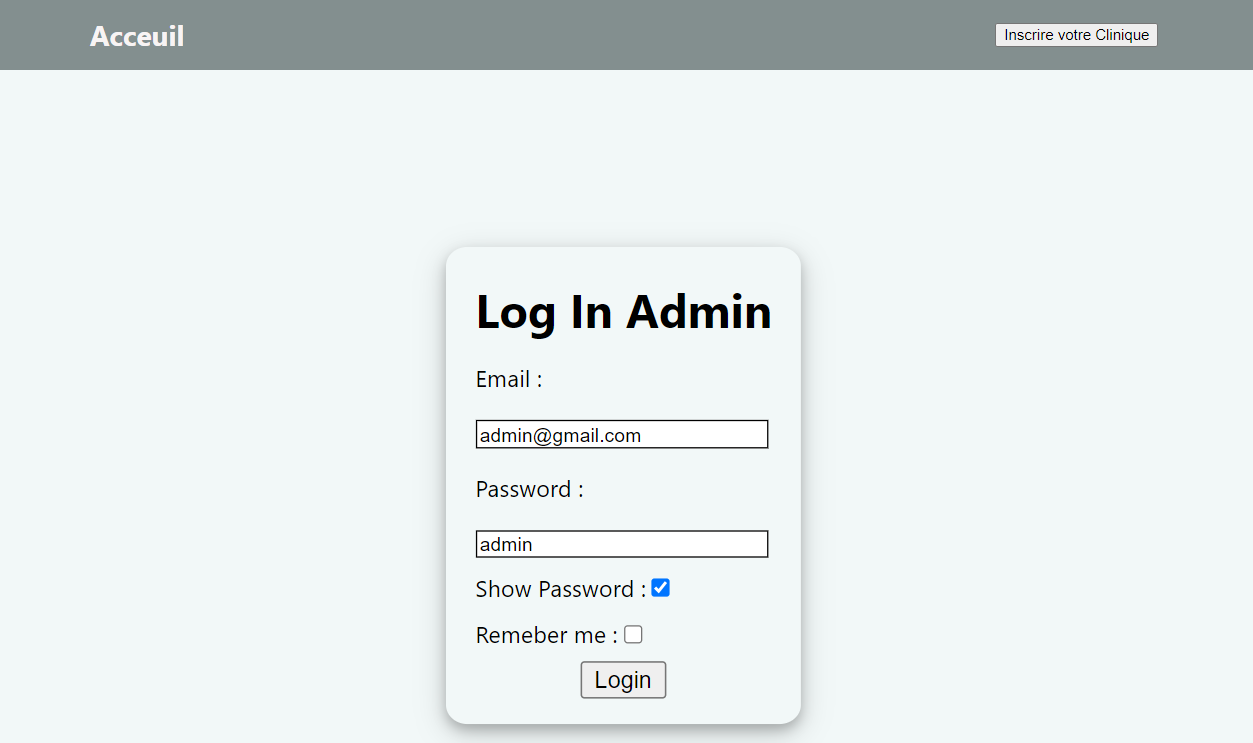 Acceuil
Inscrire votre Clinique
Log In Admin
Email :
admin@gmail.com
Password :
admin
Show Password :
Remeber me :
Login